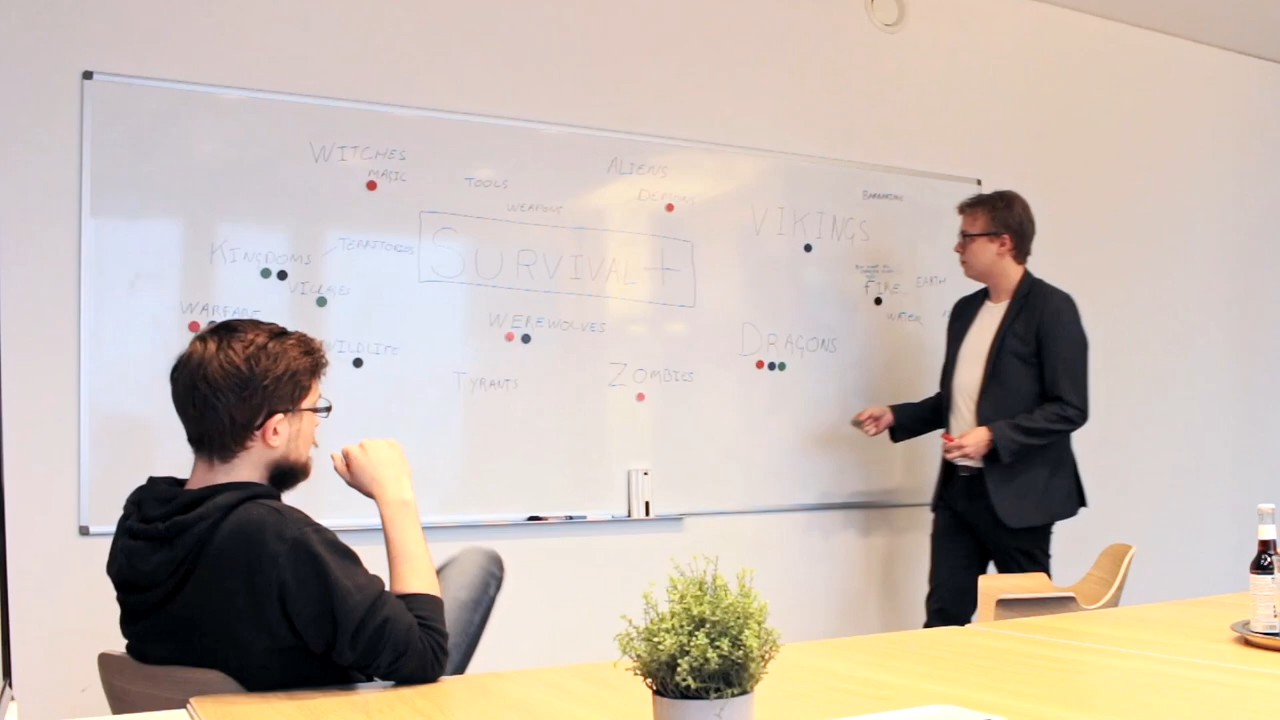 WITCHES
MAGIC
TOOLS
WEAPONS
ALIENS
DEMONS
BARBARIANS
VIKINGS
KINGDOMS
TERRITORIES
VILLAGES
SURVIVAL+
FIRE
EARTH
WATER
WARFARE
WEREWOLVES
WILDLIFE
DRAGONS
TYRANTS
ZOMBIES